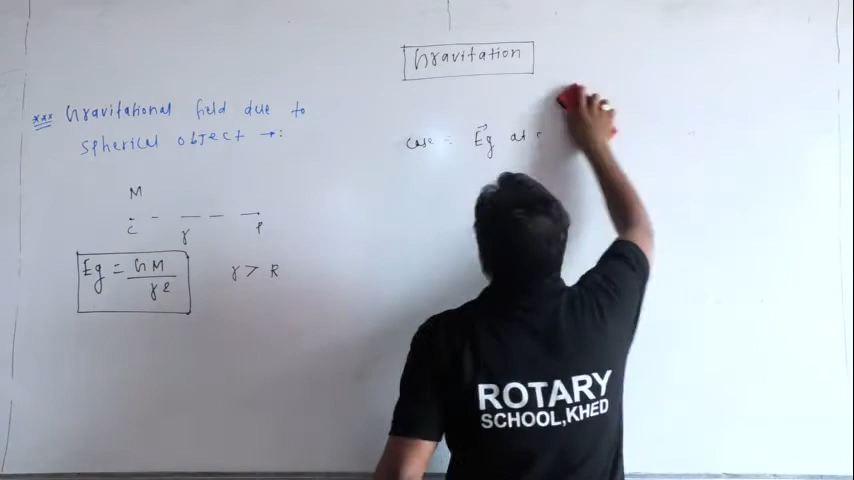 Gravitation
*** Gravitational field due to
spherical object →:
case - Eg at
M
C r P
Eg = GM / r2 r > R
ROTARY
SCHOOL,KHED